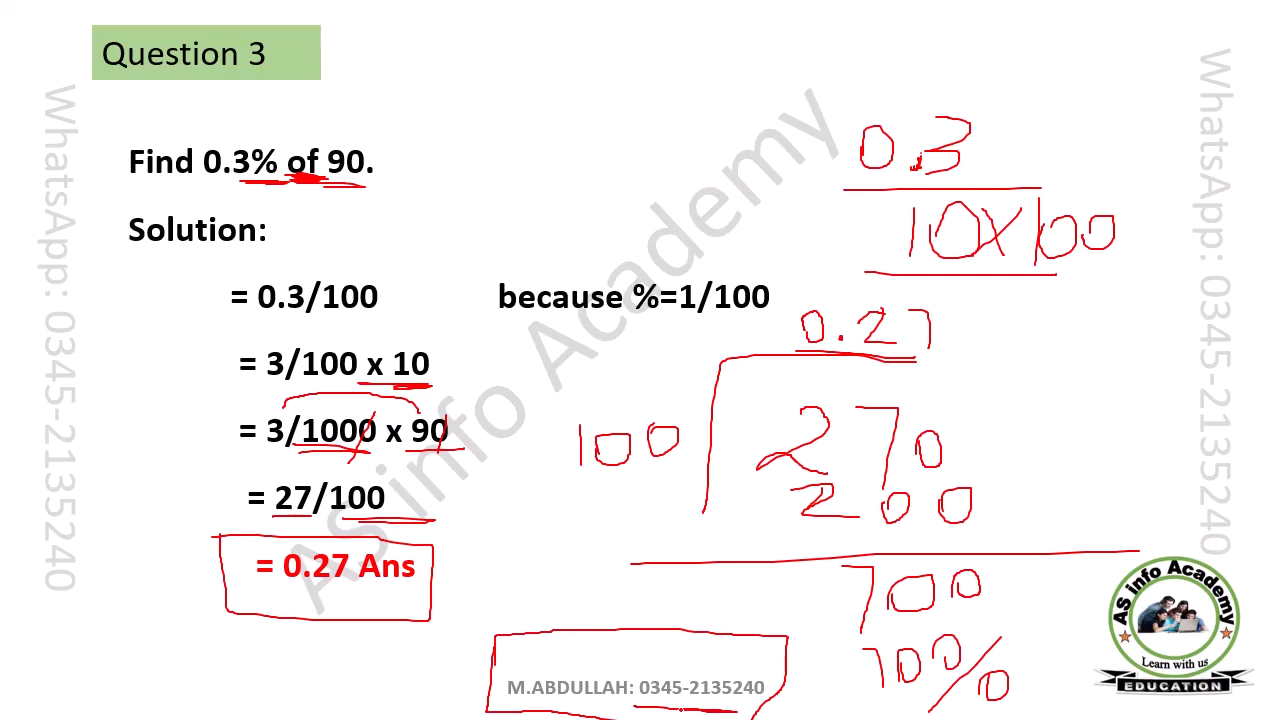 Question 3
Find 0.3% of 90.
Solution:
= 0.3/100 because %=1/100
= 3/100 x 10
= 3/1000 x 90
= 27/100
= 0.27 Ans
0.3
10x100
0.27
100 270
200
700
700/0
M.ABDULLAH: 0345-2135240
AS info Academy
WhatsApp: 0345-2135240
WhatsApp: 0345-2135240
AS info Academy
Learn with us
EDUCATION